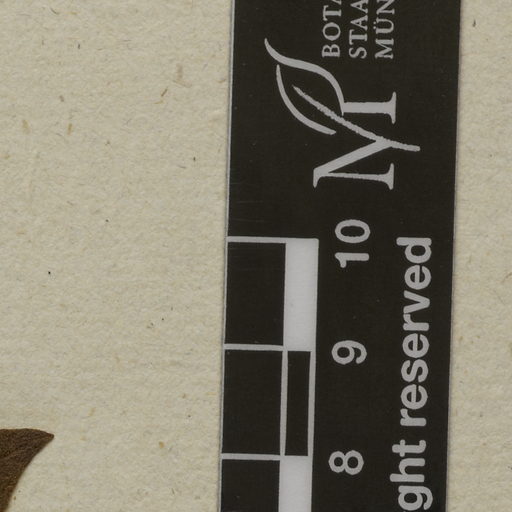 BOTA
STAA
MÜN
10
9
8
ght reserved